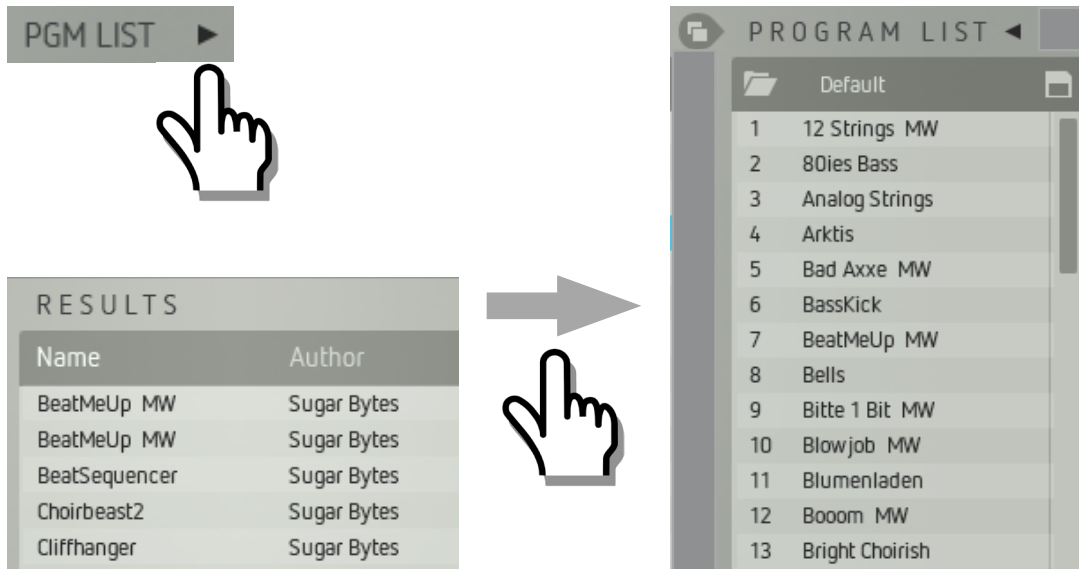 PGM LIST ►
RESULTS
Name Author
BeatMeUp MW Sugar Bytes
BeatMeUp MW Sugar Bytes
BeatSequencer Sugar Bytes
Choirbeast2 Sugar Bytes
Cliffhanger Sugar Bytes
PROGRAM LIST ◄
Default
1 12 Strings MW
2 80ies Bass
3 Analog Strings
4 Arktis
5 Bad Axxe MW
6 BassKick
7 BeatMeUp MW
8 Bells
9 Bitte 1 Bit MW
10 Blowjob MW
11 Blumenladen
12 Booom MW
13 Bright Choirish